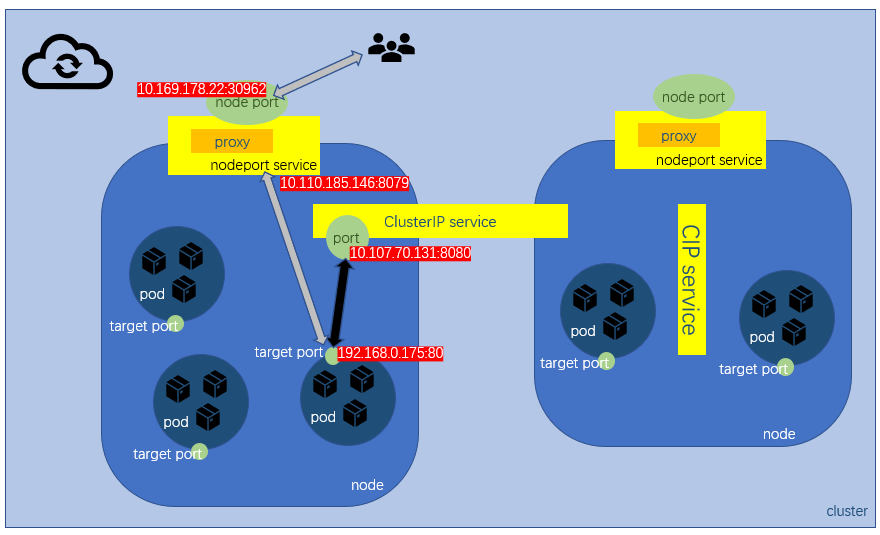 10.169.178.22:30962
node port
proxy
nodeport service
10.110.185.146:8079
ClusterIP service
port
10.107.70.131:8080
pod
target port
target port
192.168.0.175:80
pod
target port
pod
node
node port
proxy
nodeport service
CIP service
pod
target port
pod
target port
node
cluster